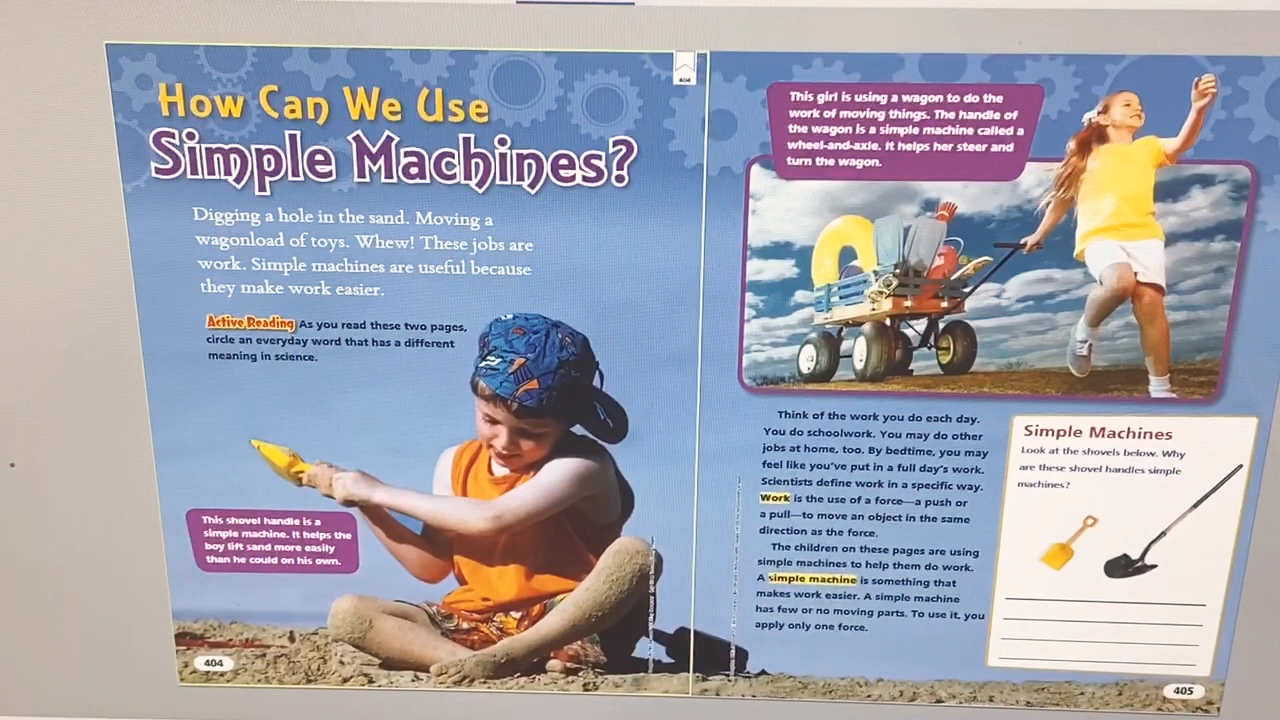 404
How Can We Use
Simple Machines?
Digging a hole in the sand. Moving a
wagonload of toys. Whew! These jobs are
work. Simple machines are useful because
they make work easier.
Active Reading As you read these two pages,
circle an everyday word that has a different
meaning in science.
This shovel handle is a
simple machine. It helps the
boy lift sand more easily
than he could on his own.
404
This girl is using a wagon to do the
work of moving things. The handle of
the wagon is a simple machine called a
wheel-and-axle. It helps her steer and
turn the wagon.
Think of the work you do each day.
You do schoolwork. You may do other
jobs at home, too. By bedtime, you may
feel like you've put in a full day's work.
Scientists define work in a specific way.
Work is the use of a force—a push or
a pull—to move an object in the same
direction as the force.
The children on these pages are using
simple machines to help them do work.
A simple machine is something that
makes work easier. A simple machine
has few or no moving parts. To use it, you
apply only one force.
Simple Machines
Look at the shovels below. Why
are these shovel handles simple
machines?
405